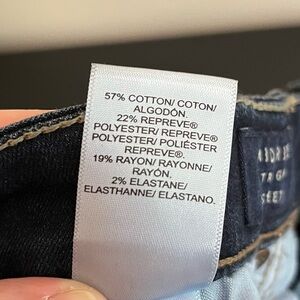 57% COTTON/ COTON/
ALGODÓN.
22% REPREVE®
POLYESTER/ REPREVE®
POLYESTER/ POLIÉSTER
REPREVE®.
19% RAYON/ RAYONNE/
RAYÓN.
2% ELASTANE/
ELASTHANNE/ ELASTANO.